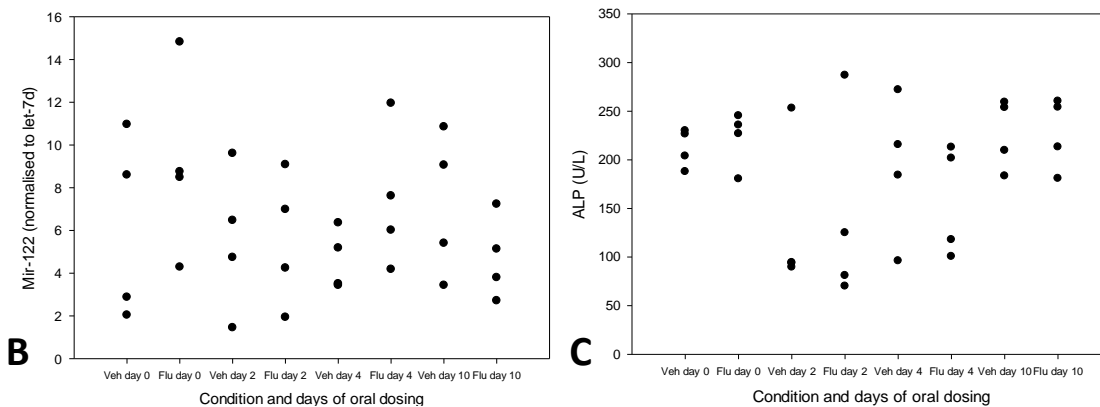 16
14
12
10
8
6
4
2
0
Mir-122 (normalised to let-7d)
Veh day 0 Flu day 0 Veh day 2 Flu day 2 Veh day 4 Flu day 4 Veh day 10 Flu day 10
Condition and days of oral dosing
B
350
300
250
200
150
100
50
0
ALP (U/L)
Veh day 0 Flu day 0 Veh day 2 Flu day 2 Veh day 4 Flu day 4 Veh day 10 Flu day 10
Condition and days of oral dosing
C